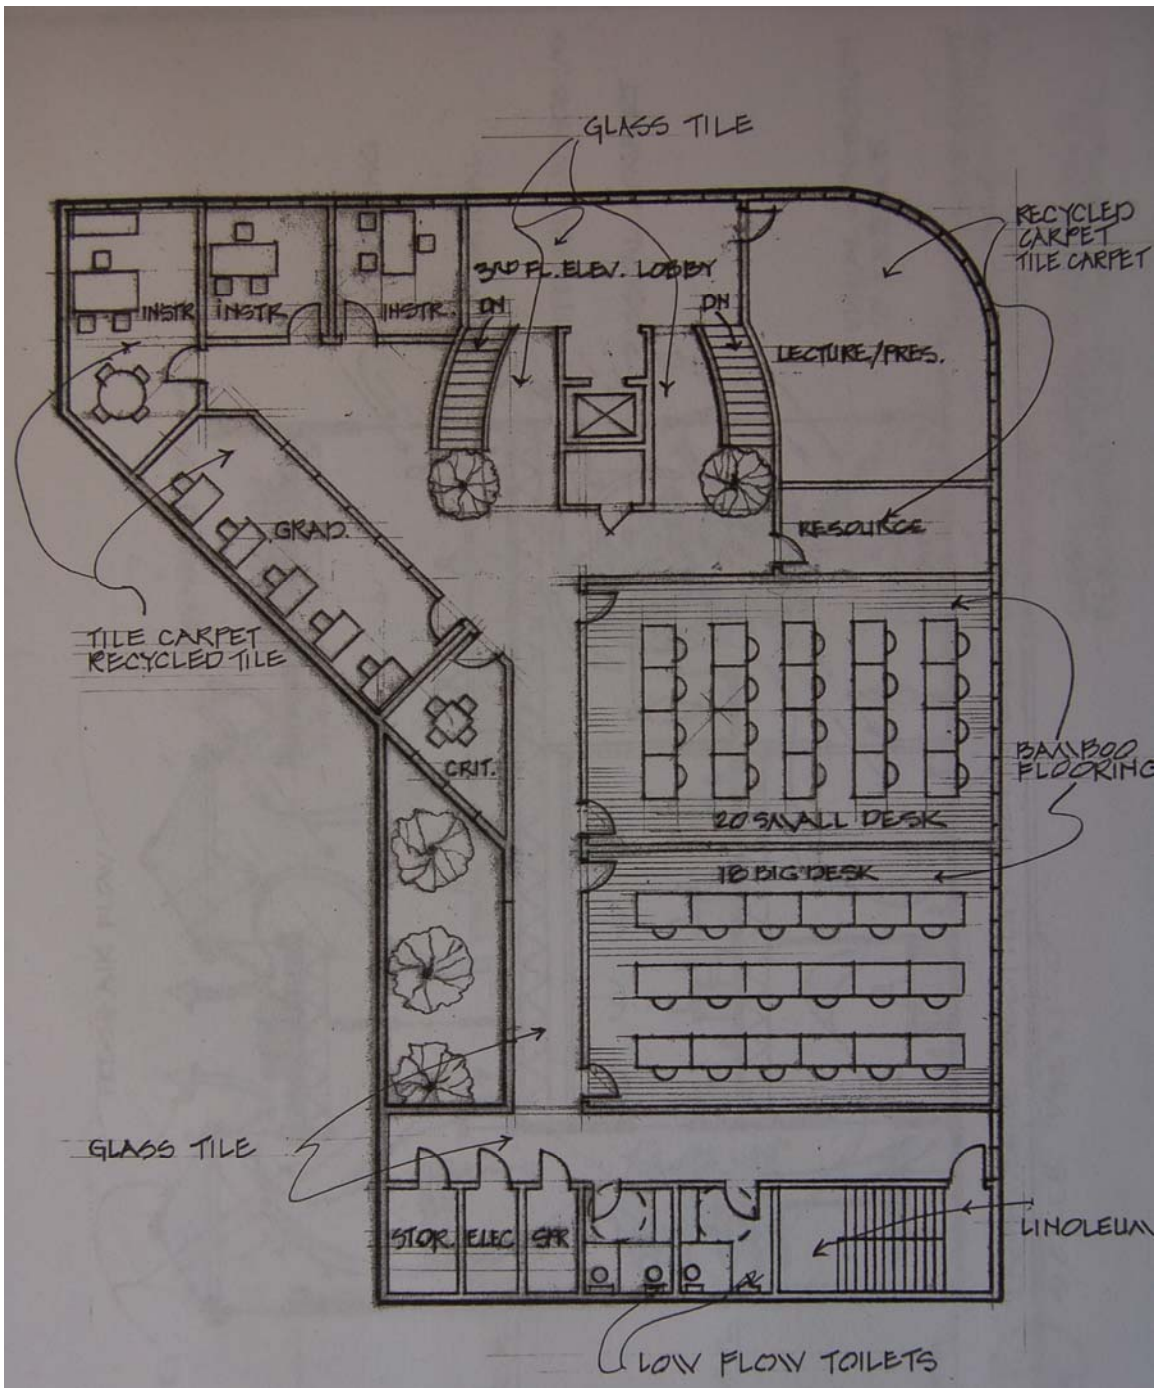 GLASS TILE
RECYCLED
CARPET
TILE CARPET
3RD FL. ELEV. LOBBY
INSTR
INSTR.
INSTR.
DN
DN
LECTURE/PRES.
GRAD.
RESOURCE
TILE CARPET
RECYCLED TILE
CRIT.
BAMBOO
FLOORING
20 SMALL DESK
18 BIG DESK
GLASS TILE
STOR.
ELEC
LINOLEUM
LOW FLOW TOILETS